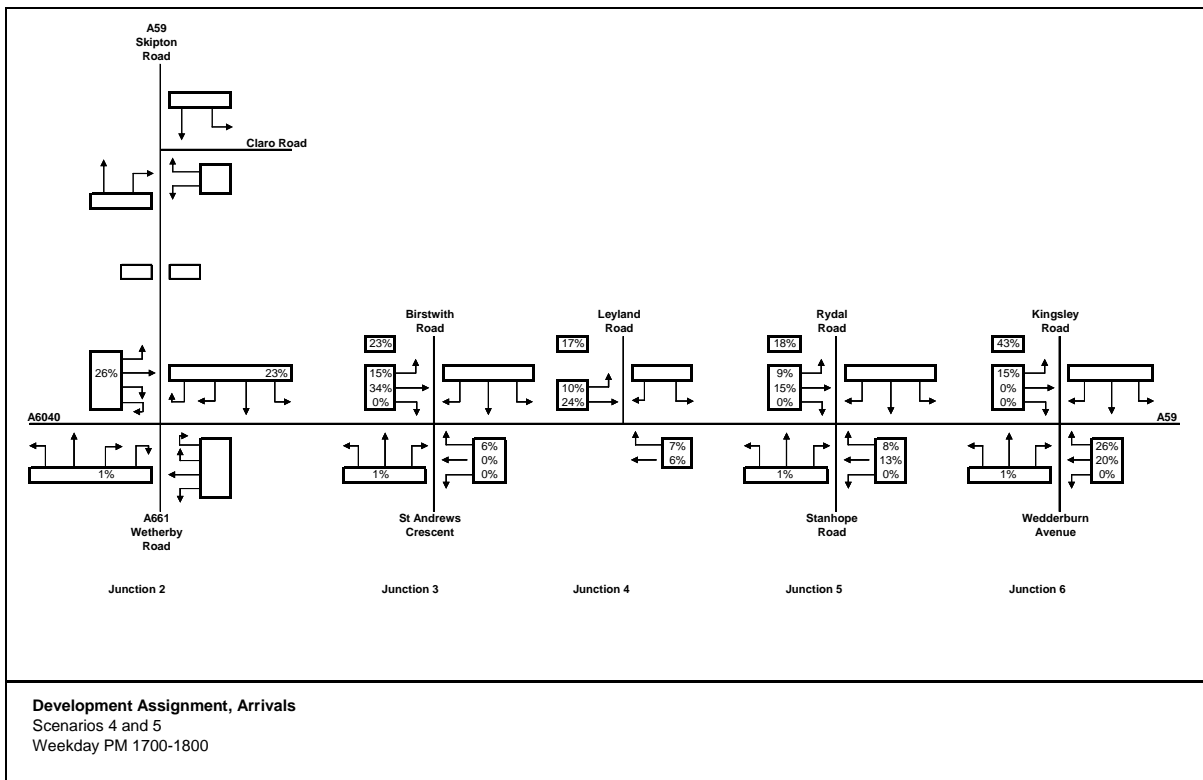 A59
Skipton
Road
Claro Road
Birstwith
Road
Leyland
Road
Rydal
Road
Kingsley
Road
23%
17%
18%
43%
26%
23%
15%
34%
0%
10%
24%
9%
15%
0%
15%
0%
0%
A6040
A59
1%
1%
6%
0%
0%
7%
6%
1%
8%
13%
0%
1%
26%
20%
0%
A661
Wetherby
Road
St Andrews
Crescent
Stanhope
Road
Wedderburn
Avenue
Junction 2
Junction 3
Junction 4
Junction 5
Junction 6
Development Assignment, Arrivals
Scenarios 4 and 5
Weekday PM 1700-1800